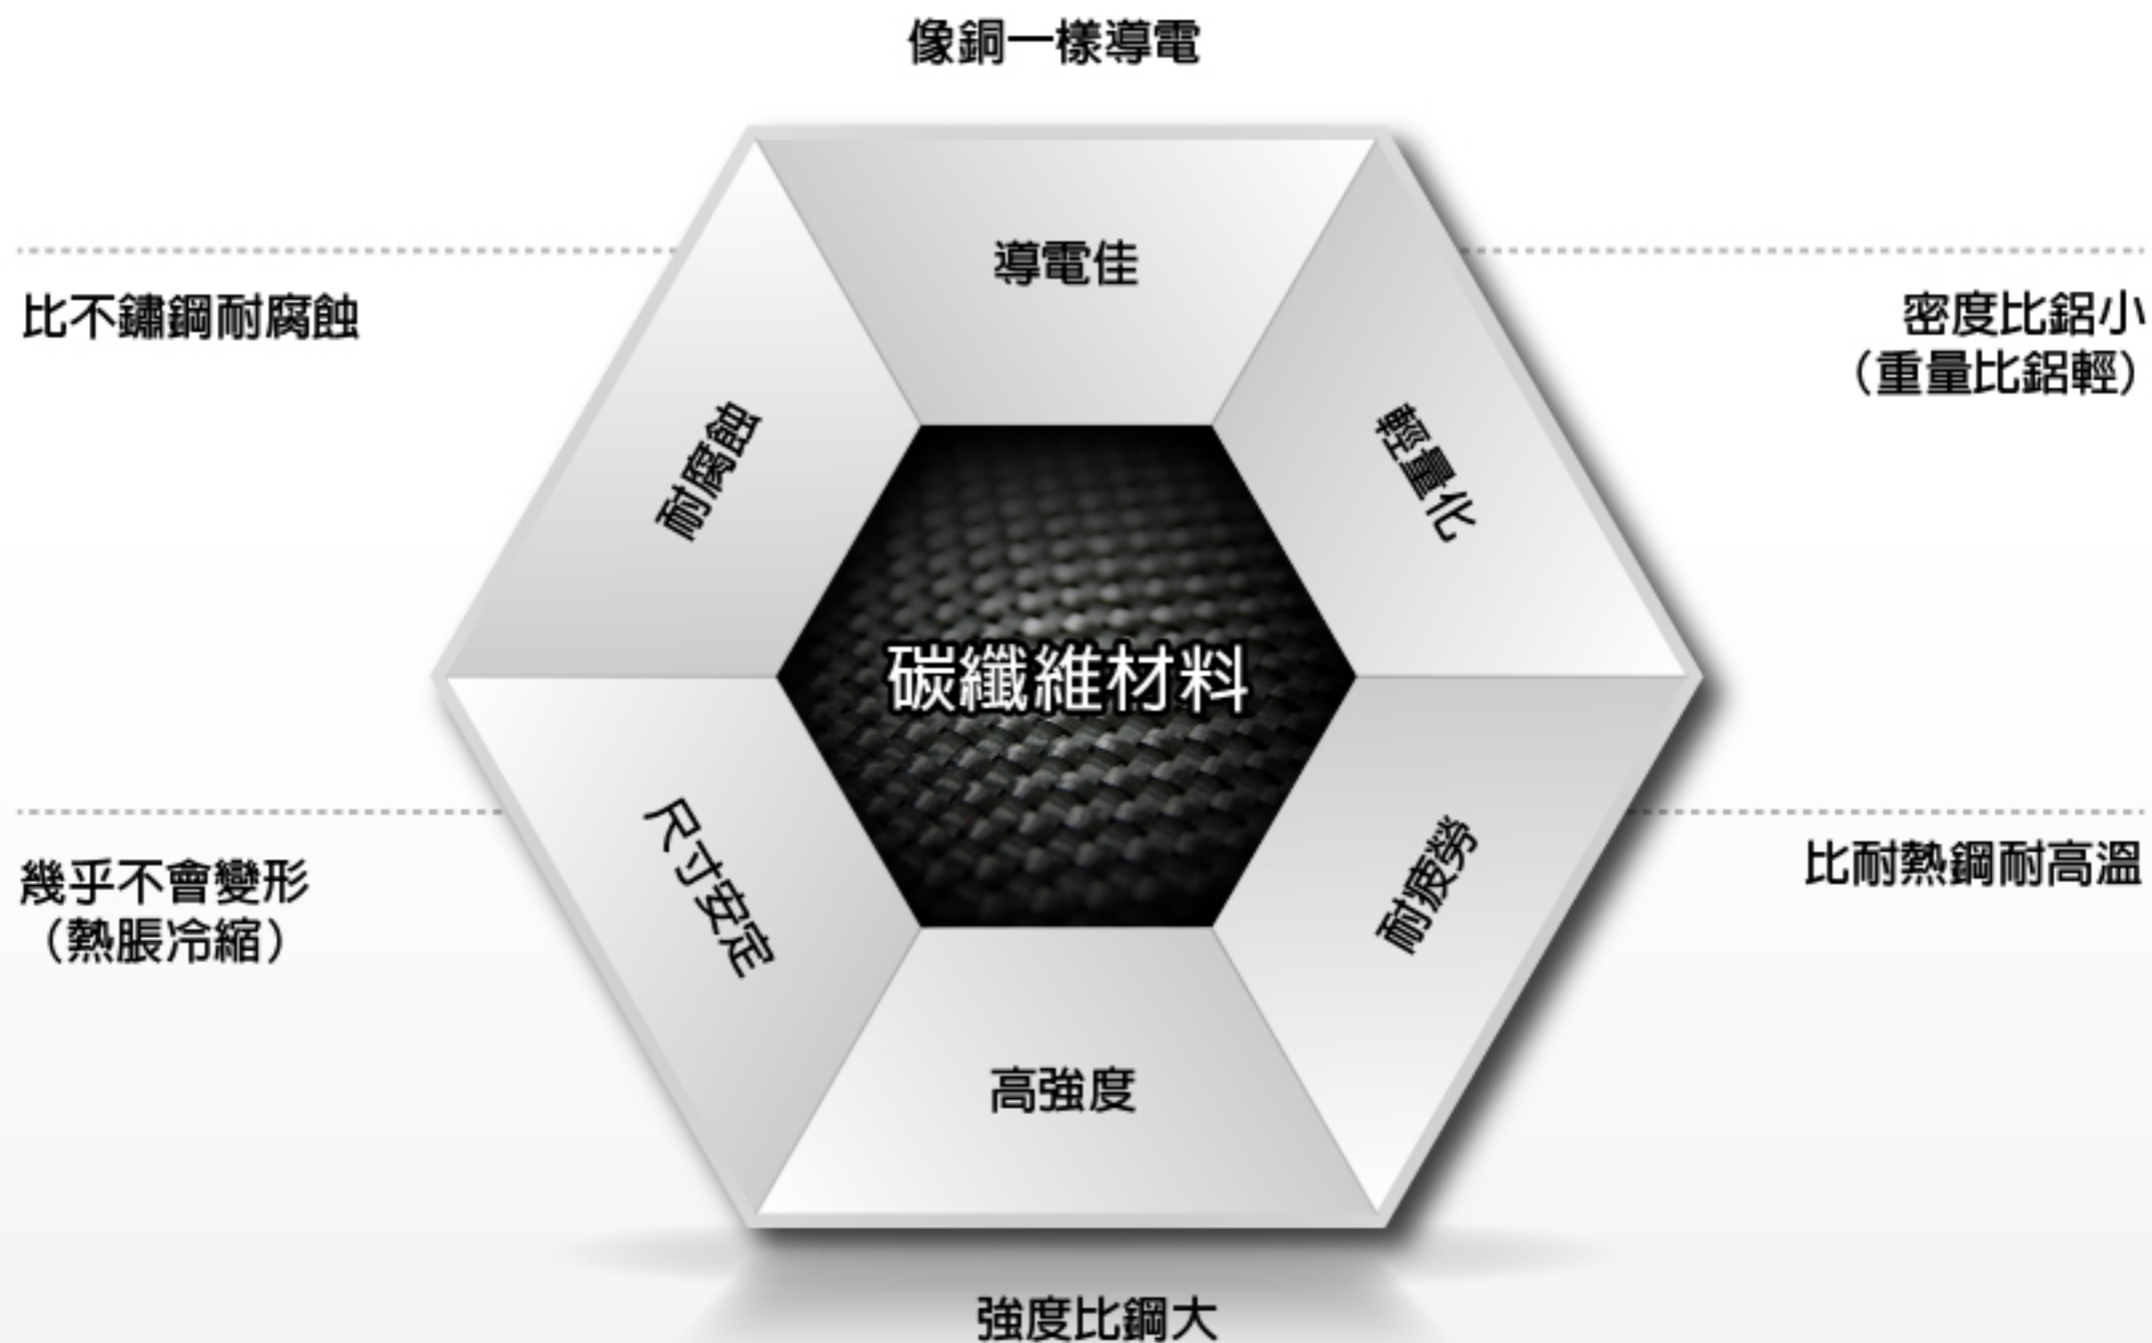 像銅一樣導電
導電佳
比不鏽鋼耐腐蝕
密度比鋁小
（重量比鋁輕）
耐腐蝕
輕量化
碳纖維材料
尺寸安定
耐疲勞
幾乎不會變形
（熱脹冷縮）
比耐熱鋼耐高溫
高強度
強度比鋼大